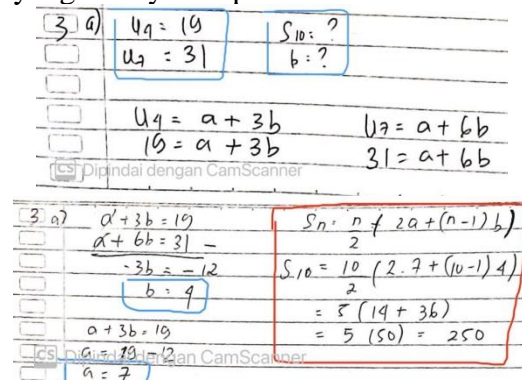 3 a) U4 = 19
U7 = 31
S10 = ?
b = ?
U4 = a + 3b
19 = a + 3b
U7 = a + 6b
31 = a + 6b
CS Dipindai dengan CamScanner
3 a) a + 3b = 19
a + 6b = 31 -
-3b = -12
b = 4
a + 3b = 19
a = 19 - 12
a = 7
Sn = n/2 ( 2a + (n-1) b)
S10 = 10/2 (2.7 + (10-1) 4)
= 5 (14 + 36)
= 5 (50) = 250
CS Dipindai dengan CamScanner